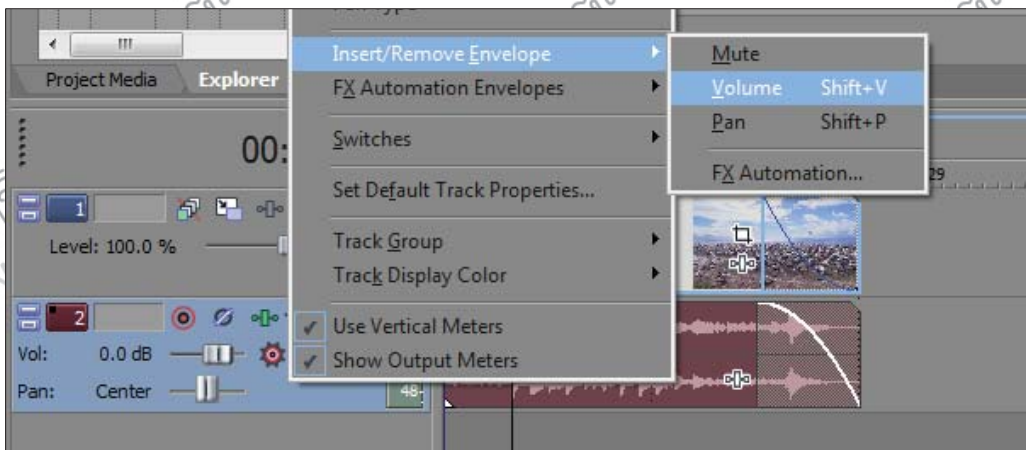 Insert/Remove Envelope
Mute
Project Media
Explorer
FX Automation Envelopes
Volume Shift+V
Pan Shift+P
00:
Switches
FX Automation...
29
Set Default Track Properties...
1
Level: 100.0 %
Track Group
Track Display Color
2
Use Vertical Meters
Vol: 0.0 dB
Show Output Meters
Pan: Center
48